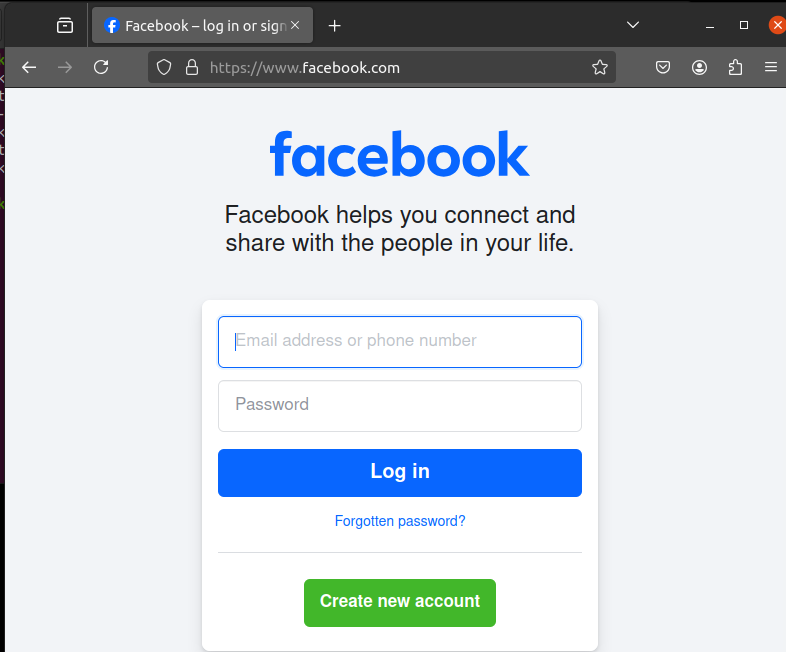 Facebook – log in or sign
https://www.facebook.com
facebook
Facebook helps you connect and
share with the people in your life.
Email address or phone number
Password
Log in
Forgotten password?
Create new account